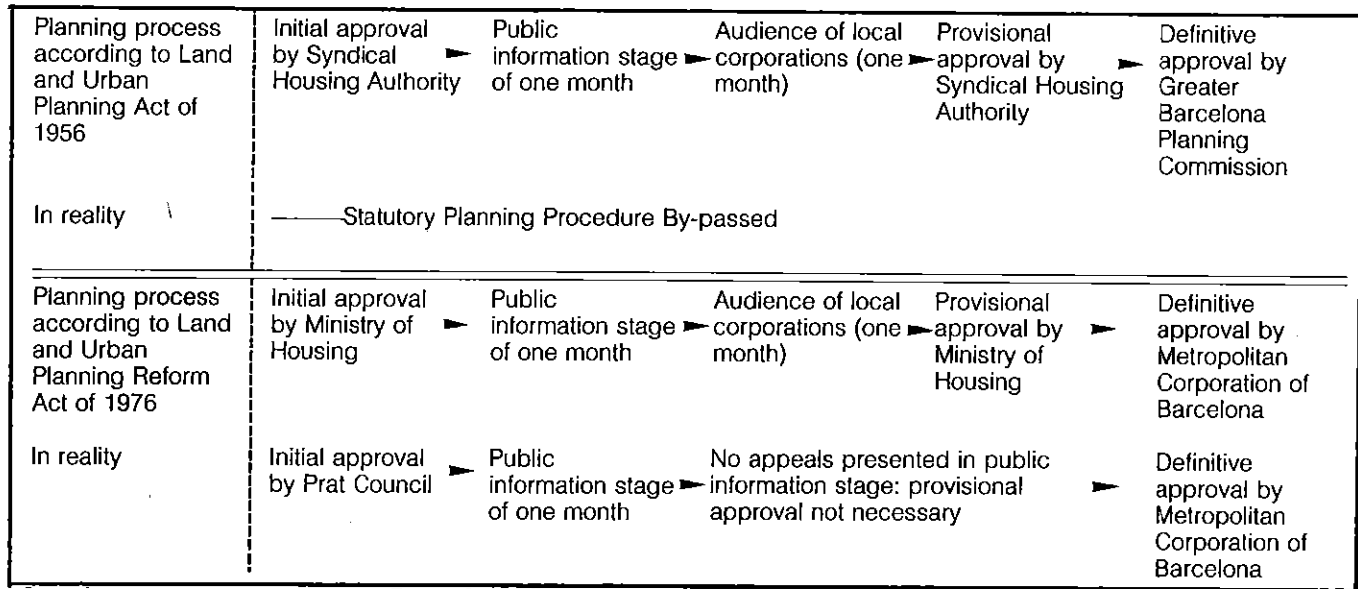 Planning process
according to Land
and Urban
Planning Act of
1956
Initial approval
by Syndical
Housing Authority
Public
information stage
of one month
Audience of local
corporations (one
month)
Provisional
approval by
Syndical Housing
Authority
Definitive
approval by
Greater
Barcelona
Planning
Commission
In reality
Statutory Planning Procedure By-passed
Planning process
according to Land
and Urban
Planning Reform
Act of 1976
Initial approval
by Ministry of
Housing
Public
information stage
of one month
Audience of local
corporations (one
month)
Provisional
approval by
Ministry of
Housing
Definitive
approval by
Metropolitan
Corporation of
Barcelona
In reality
Initial approval
by Prat Council
Public
information stage
of one month
No appeals presented in public
information stage: provisional
approval not necessary
Definitive
approval by
Metropolitan
Corporation of
Barcelona